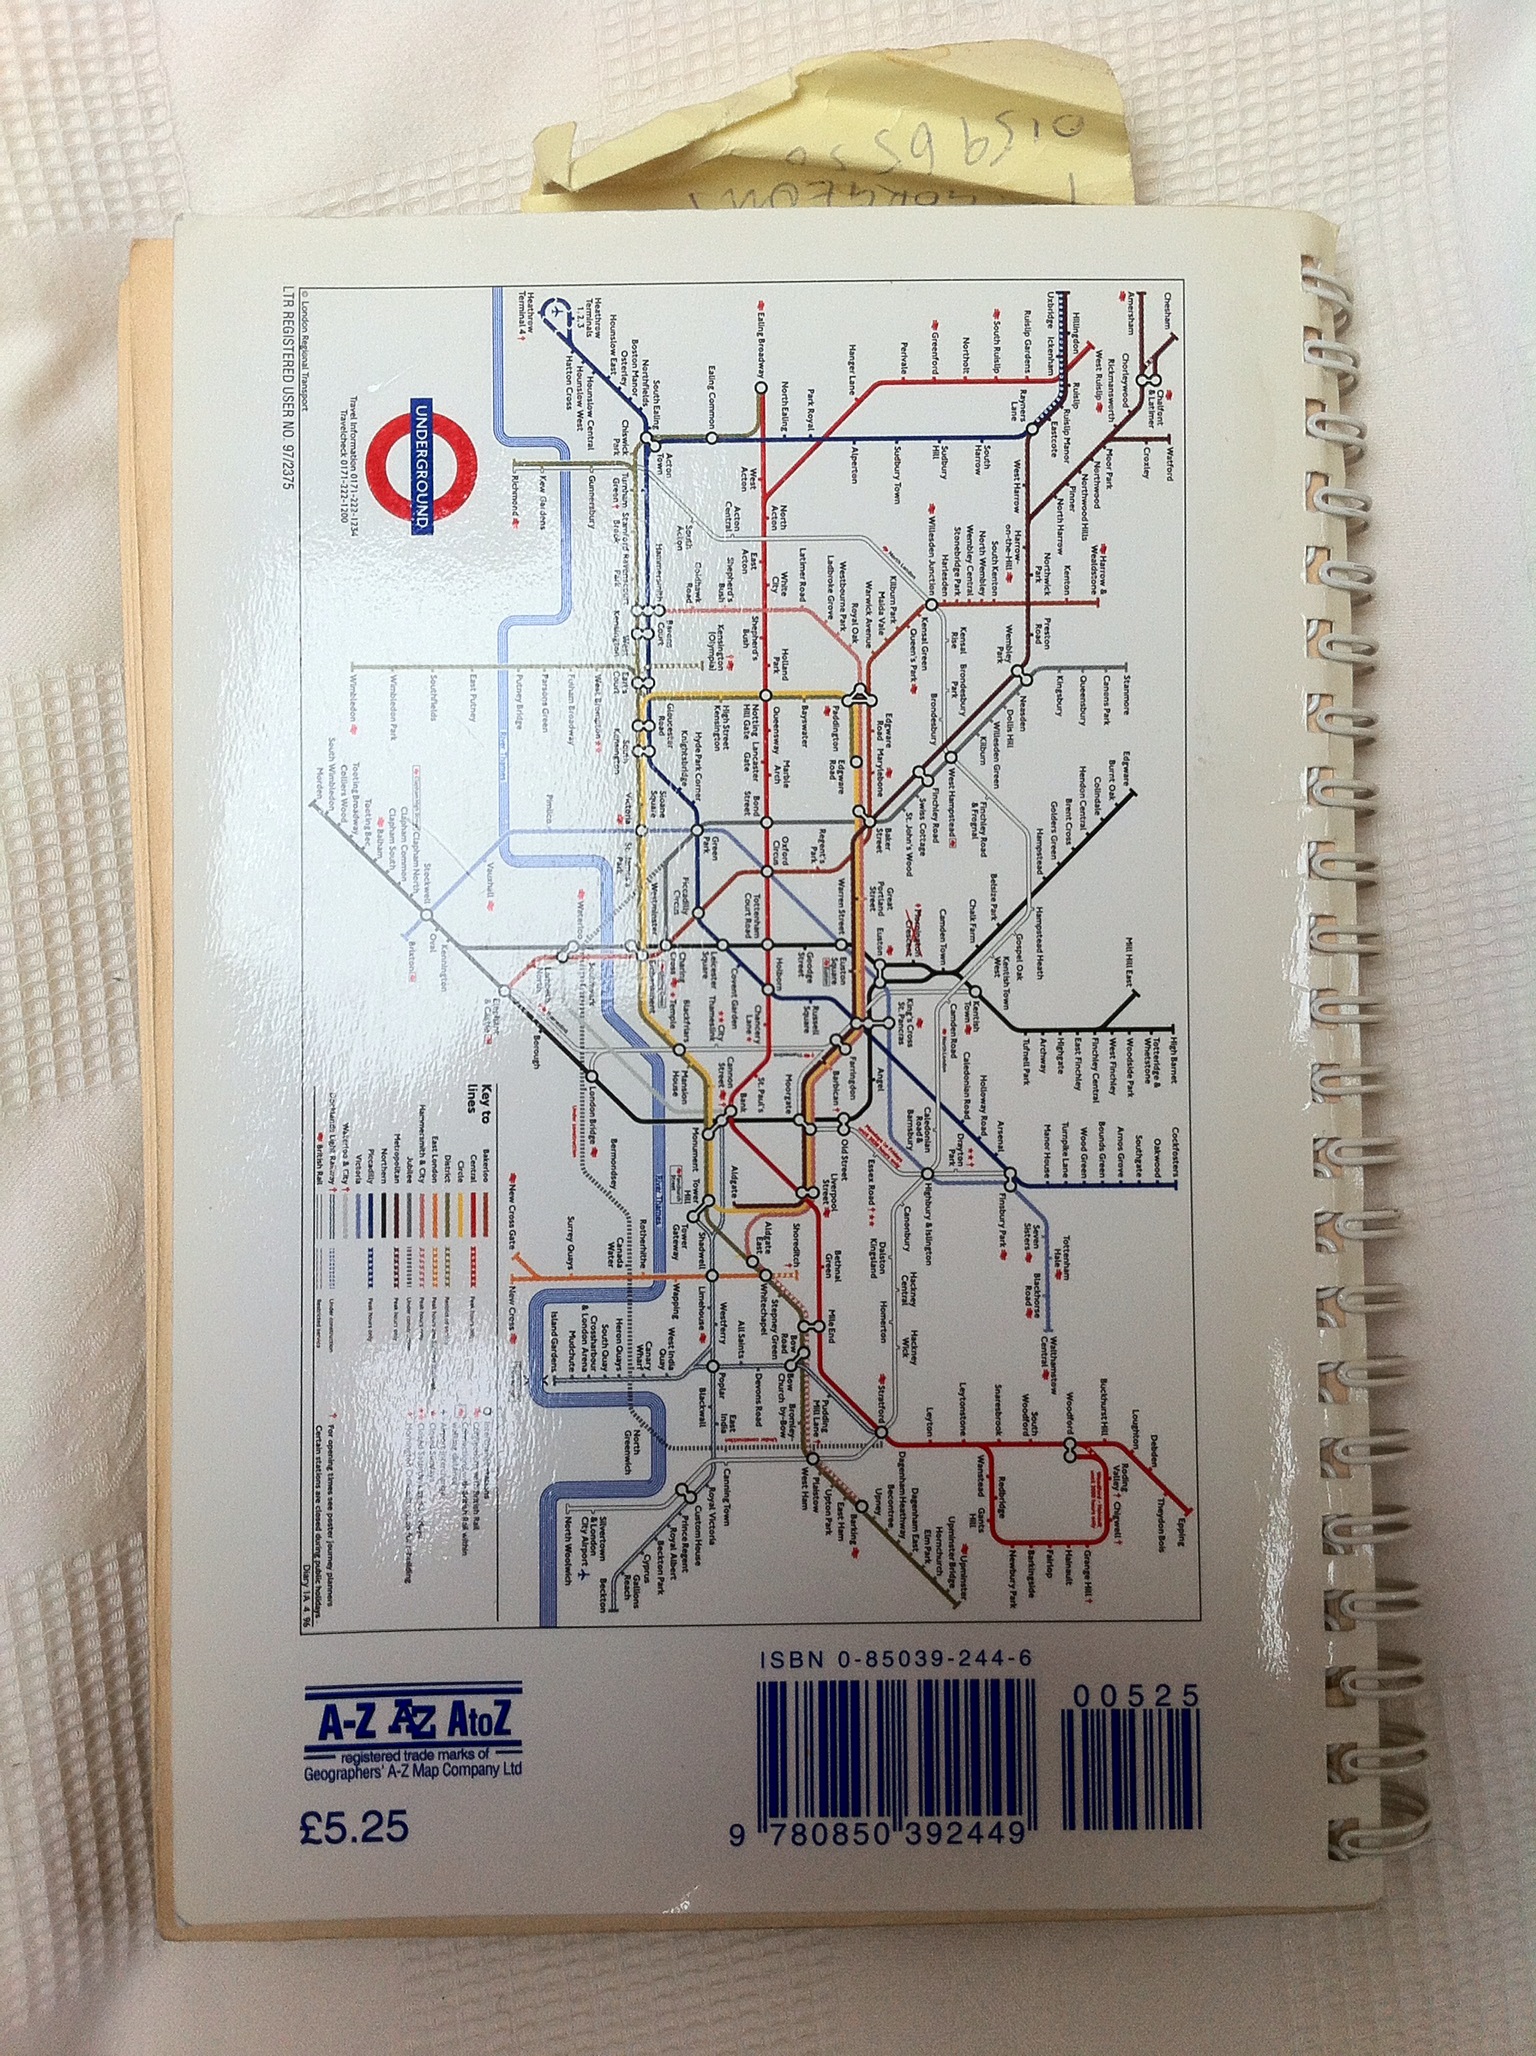 Chesham
Chalfont
& Latimer
Watford
Croxley
Amersham
Chorleywood
Rickmansworth
Moor Park
Northwood
Northwood Hills
Pinner
North Harrow
West Ruislip
Hillingdon
Uxbridge
Ickenham
Ruislip
Ruislip Manor
Eastcote
Ruislip Gardens
South Ruislip
Northolt
Greenford
Perivale
Hanger Lane
Rayners
Lane
West Harrow
Harrow-
on-the-Hill
Northwick
Park
Harrow &
Wealdstone
Kenton
Preston
Road
Wembley
Park
South Kenton
North Wembley
Wembley Central
Stonebridge Park
Harlesden
Willesden Junction
South
Harrow
Sudbury
Hill
Sudbury Town
Alperton
Park Royal
North Ealing
Ealing Broadway
Ealing Common
West
Acton
North
Acton
East
Acton
White
City
Shepherd's
Bush
Holland
Park
Notting
Hill Gate
Queensway
Lancaster
Gate
Marble
Arch
Bond
Street
Oxford
Circus
Tottenham
Court Road
Holborn
Chancery
Lane
St. Paul's
Bank
Stanmore
Canons Park
Queensbury
Kingsbury
Neasden
Dollis Hill
Willesden Green
Kilburn
West Hampstead
Finchley Road
Swiss Cottage
St. John's Wood
Baker
Street
Finchley Road
& Frognal
Edgware
Burnt Oak
Colindale
Hendon Central
Brent Cross
Golders Green
Hampstead
Belsize Park
Chalk Farm
Camden Town
Mornington
Crescent
Hampstead Heath
Gospel Oak
Kentish Town
West
Kentish
Town
Camden Road
Mill Hill East
High Barnet
Totteridge &
Whetstone
Woodside Park
West Finchley
Finchley Central
East Finchley
Highgate
Archway
Tufnell Park
Cockfosters
Oakwood
Southgate
Arnos Grove
Bounds Green
Wood Green
Turnpike Lane
Manor House
Arsenal
Holloway Road
Caledonian Road
Finsbury Park
Drayton
Park
Caledonian
Road &
Barnsbury
Highbury & Islington
Canonbury
Essex Road
Old Street
Angel
King's Cross
St. Pancras
Seven
Sisters
Tottenham
Hale
Blackhorse
Road
Walthamstow
Central
Dalston
Kingsland
Hackney
Central
Homerton
Hackney
Wick
Stratford
Leyton
Leytonstone
Snaresbrook
South
Woodford
Woodford
Buckhurst Hill
Loughton
Debden
Theydon Bois
Epping
Roding
Valley
Chigwell
Grange Hill
Hainault
Fairlop
Barkingside
Newbury Park
Gants
Hill
Redbridge
Wanstead
Upminster
Upminster Bridge
Hornchurch
Elm Park
Dagenham East
Dagenham Heathway
Becontree
Upney
Barking
East Ham
Upton Park
Plaistow
West Ham
Kensal Green
Queen's Park
Kilburn Park
Maida Vale
Warwick Avenue
Royal Oak
Westbourne Park
Ladbroke Grove
Latimer Road
Kensal
Rise
Brondesbury
Park
Brondesbury
Paddington
Edgware
Road
Marylebone
Edgware
Road
Bayswater
High Street
Kensington
Regent's
Park
Great
Portland
Street
Warren Street
Euston
Euston
Square
Goodge
Street
Russell
Square
Farringdon
Barbican
Moorgate
Liverpool
Street
Aldgate
Aldgate
East
Shoreditch
Whitechapel
Bethnal
Green
Mile End
Stepney Green
Bow
Road
Bow
Church
Bromley-
by-Bow
Pudding
Mill Lane
Devons Road
All Saints
Poplar
Blackwall
East
India
Canning Town
Royal Victoria
Custom House
Prince Regent
Royal Albert
Beckton Park
Cyprus
Gallions
Reach
Beckton
Silvertown
& London
City Airport
North Woolwich
North
Greenwich
Westferry
Limehouse
Shadwell
Tower
Gateway
Tower
Hill
Monument
Cannon
Street
Mansion
House
Blackfriars
Temple
City
Thameslink
Covent Garden
Leicester
Square
Charing
Cross
Embankment
Piccadilly
Circus
Green
Park
Hyde Park Corner
Knightsbridge
Gloucester
Road
South
Kensington
Sloane
Square
Victoria
St. James's
Park
Westminster
Earl's
Court
Kensington
(Olympia)
Shepherd's
Bush
Goldhawk
Road
Hammersmith
Acton
Central
South
Acton
Acton
Town
South Ealing
Northfields
Boston Manor
Osterley
Hounslow East
Hounslow Central
Hounslow West
Hatton Cross
Heathrow
Terminals
1,2,3
Heathrow
Terminal 4
Chiswick
Park
Turnham
Green
Stamford
Brook
Ravenscourt
Park
Gunnersbury
Kew Gardens
Richmond
West Brompton
Fulham Broadway
Parsons Green
Putney Bridge
East Putney
Southfields
Wimbledon Park
Wimbledon
Pimlico
Vauxhall
Stockwell
Brixton
Morden
South Wimbledon
Colliers Wood
Tooting Broadway
Tooting Bec
Balham
Clapham South
Clapham Common
Clapham North
Oval
Kennington
Waterloo
Lambeth
North
Southwark
Elephant
& Castle
Borough
London Bridge
Bermondsey
Rotherhithe
Canada
Water
Wapping
Surrey Quays
New Cross Gate
New Cross
West India
Quay
Canary
Wharf
Heron Quays
South Quay
Crossharbour
& London Arena
Mudchute
Island Gardens
River Thames
River Thames
UNDERGROUND
Travel Information 0171-222-1234
Travelcheck 0171-222-1200
Key to
lines
Bakerloo
Central
Circle
District
East London
Hammersmith & City
Jubilee
Metropolitan
Northern
Piccadilly
Victoria
Waterloo & City
Docklands Light Railway
British Rail
Peak hours only
Peak hours only
Peak hours only
Under construction
Restricted service
† For opening times see poster journey planners
Certain stations are closed during public holidays
Diary 1A 4.96
© London Regional Transport
LTR REGISTERED USER NO. 97/2375
ISBN 0-85039-244-6
00525
9 780850 392449
A-Z AZ AtoZ
registered trade marks of
Geographers' A-Z Map Company Ltd
£5.25